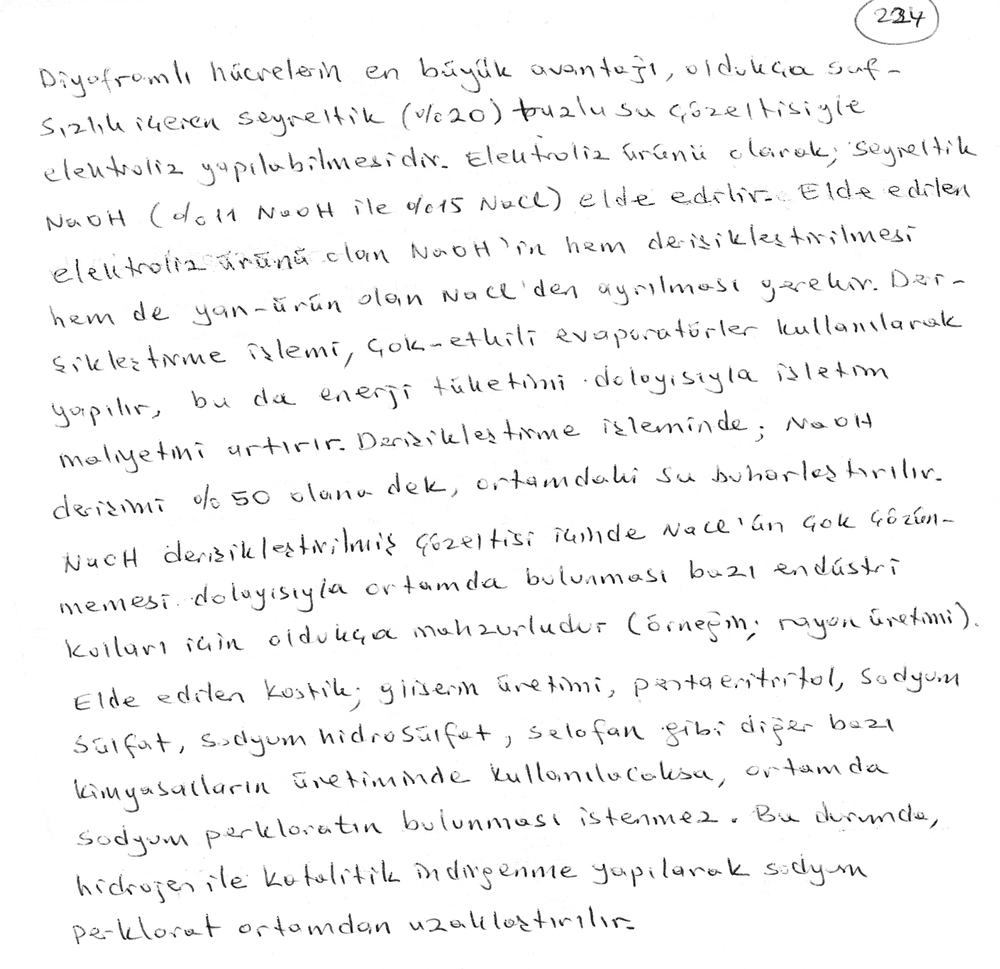 234
Diyaframlı hücrelerin en büyük avantajı, oldukça saf-
sızlık içeren seyreltik (%20) tuzlu su çözeltisiyle
elektroliz yapılabilmesidir. Elektroliz ürünü olarak; seyreltik
NaOH (%11 NaOH ile %15 NaCl) elde edilir. Elde edilen
elektroliz ürünü olan NaOH'in hem derişikleştirilmesi
hem de yan-ürün olan NaCl'den ayrılması gerekir. Der-
şikleştirme işlemi, çok-etkili evaporatörler kullanılarak
yapılır, bu da enerji tüketimi dolayısıyla işletim
maliyetini artırır. Derişikleştirme işleminde; NaOH
derişimi %50 olana dek, ortamdaki su buharlaştırılır.
NaOH derişikleştirilmiş çözeltisi içinde NaCl'ün çok çözün-
memesi dolayısıyla ortamda bulunması bazı endüstri
kolları için oldukça mahzurludur (örneğin; rayon üretimi).
Elde edilen kostik; gliserin üretimi, pentaeritritol, sodyum
sülfat, sodyum hidrosülfat, selofan gibi diğer bazı
kimyasalların üretiminde kullanılacaksa, ortamda
sodyum perkloratın bulunması istenmez. Bu durumda,
hidrojen ile katalitik indirgenme yapılarak sodyum
perklorat ortamdan uzaklaştırılır.